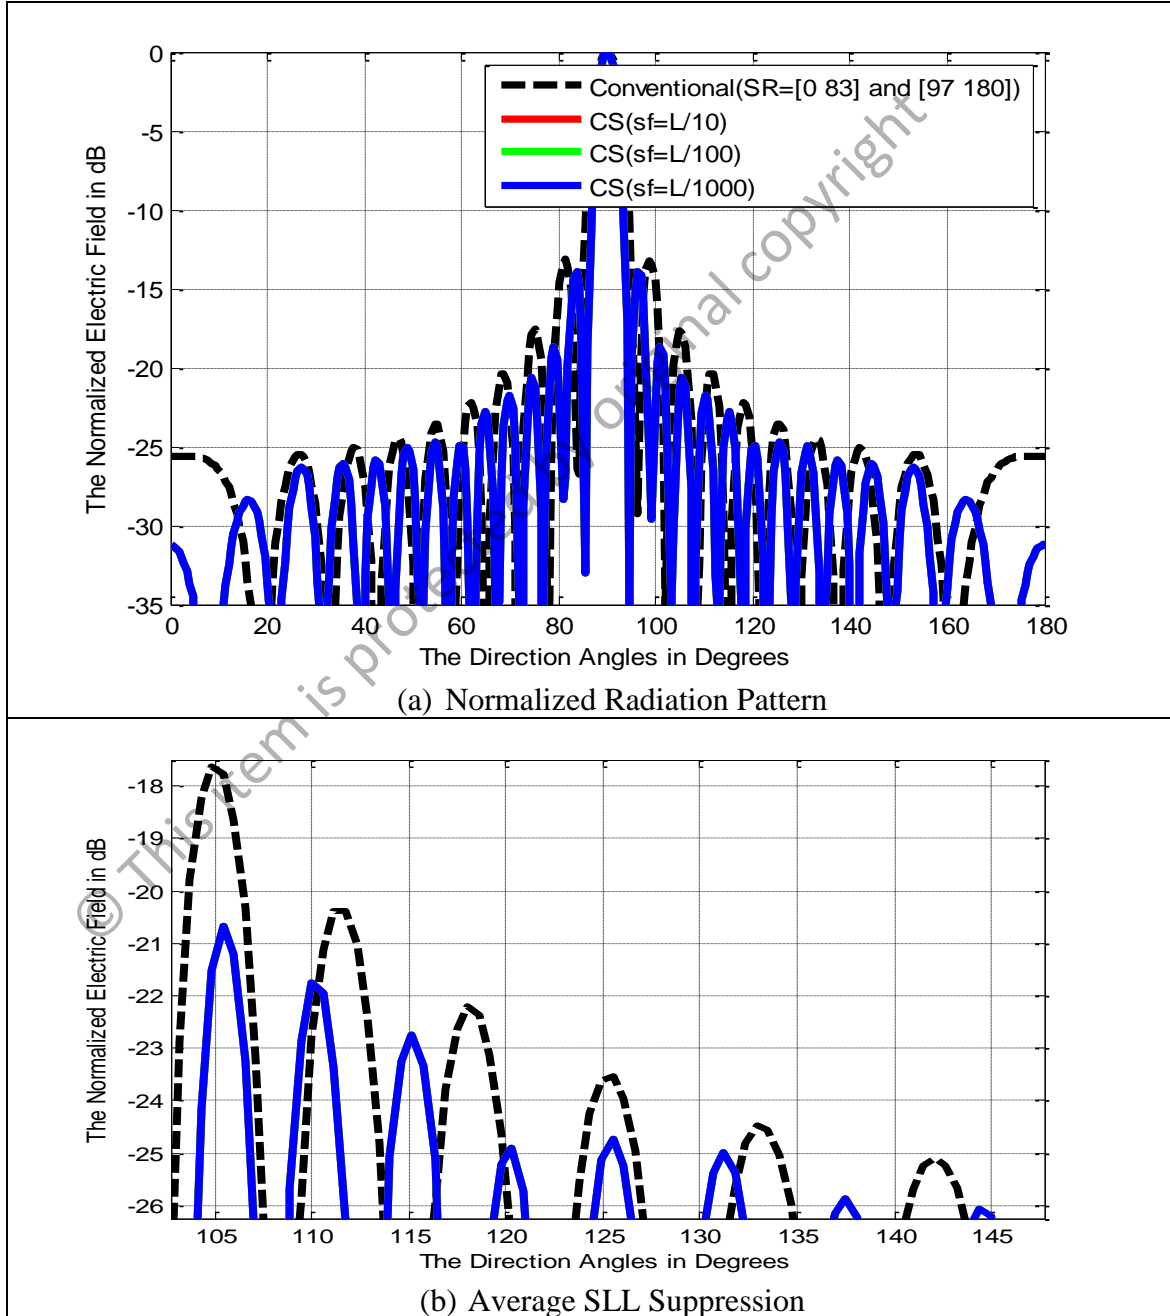 0
-5
-10
-15
-20
-25
-30
-35
The Normalized Electric Field in dB
Conventional(SR=[0 83] and [97 180])
CS(sf=L/10)
CS(sf=L/100)
CS(sf=L/1000)
0 20 40 60 80 100 120 140 160 180
The Direction Angles in Degrees
(a) Normalized Radiation Pattern
© This item is protected by original copyright
-18
-19
-20
-21
-22
-23
-24
-25
-26
The Normalized Electric Field in dB
105 110 115 120 125 130 135 140 145
The Direction Angles in Degrees
(b) Average SLL Suppression